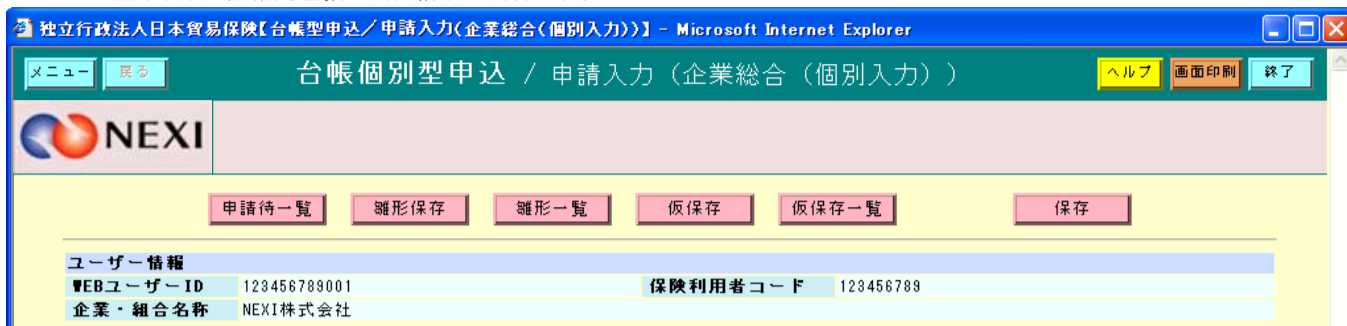 独立行政法人日本貿易保険【台帳型申込／申請入力(企業総合(個別入力))】 - Microsoft Internet Explorer
メニュー 戻る 台帳個別型申込 / 申請入力（企業総合（個別入力）） ヘルプ 画面印刷 終了
NEXI
申請待一覧 雛形保存 雛形一覧 仮保存 仮保存一覧 保存
ユーザー情報
WEBユーザーID 123456789001 保険利用者コード 123456789
企業・組合名称 NEXI株式会社